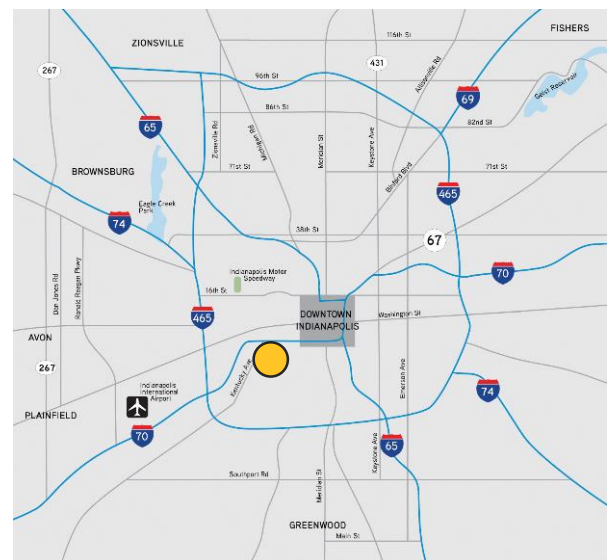 116th St
FISHERS
ZIONSVILLE
267
431
Allisonville Rd
96th St
69
Geist Reservoir
86th St
82nd St
65
Zionsville Rd
Michigan Rd
Meridian St
Keystone Ave
Binford Blvd
71st St
71st St
BROWNSBURG
465
Eagle Creek
Park
74
38th St
67
Dan Jones Rd
Ronald Reagan Pkwy
Indianapolis Motor
Speedway
70
16th St
465
DOWNTOWN
INDIANAPOLIS
Washington St
AVON
267
Kentucky Ave
Emerson Ave
Indianapolis
International
Airport
PLAINFIELD
74
70
65
Keystone Ave
Southport Rd
Meridian St
GREENWOOD
Main St